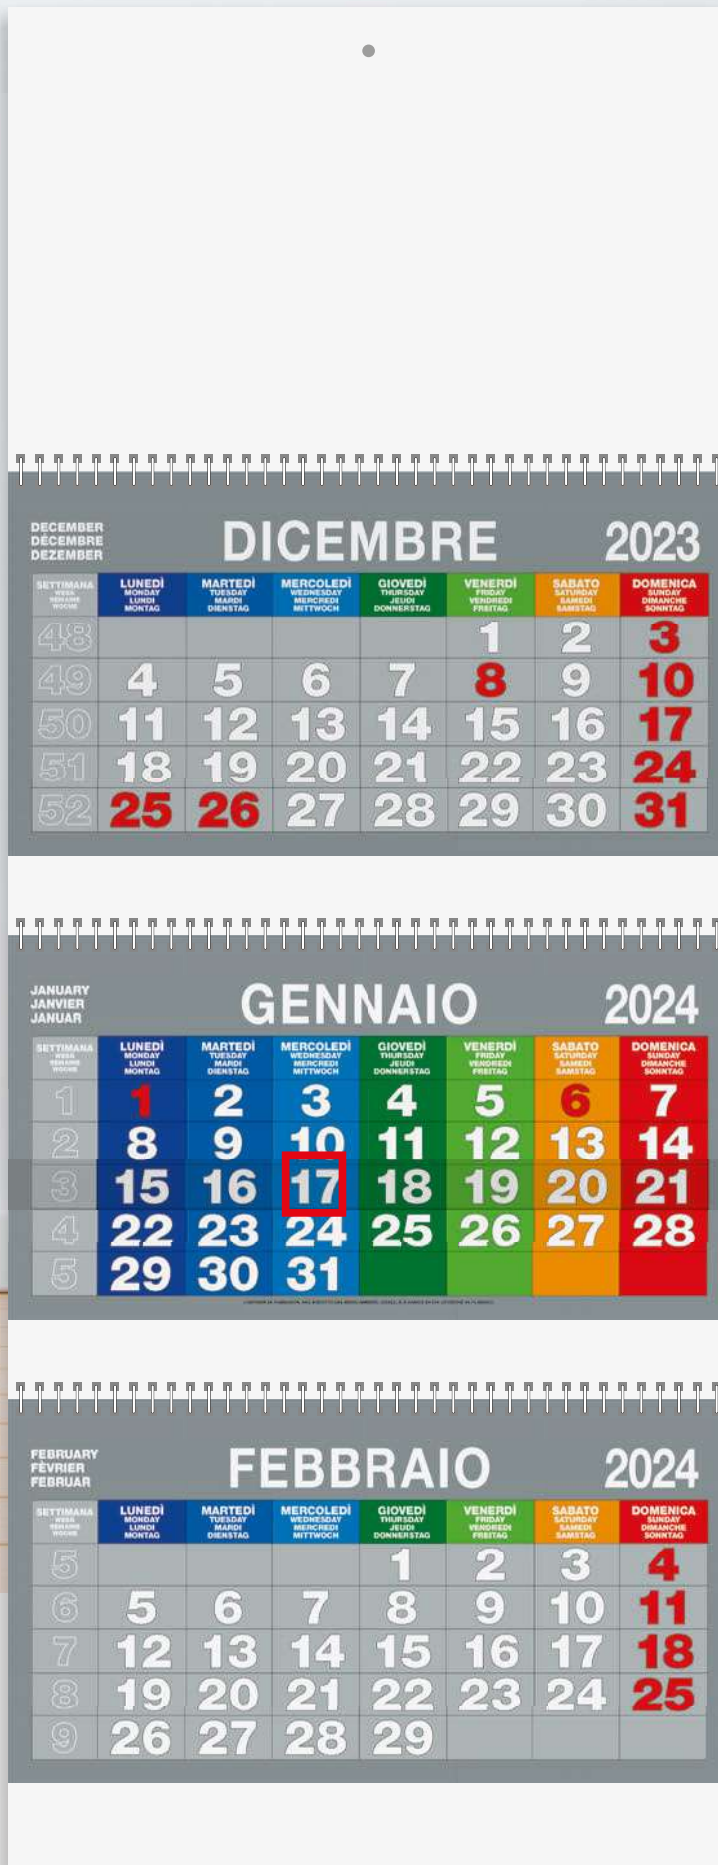 DECEMBER
DÉCEMBRE
DEZEMBER
DICEMBRE
2023
SETTIMANA LUNEDÌ MARTEDÌ MERCOLEDÌ GIOVEDÌ VENERDÌ SABATO DOMENICA
WEEK MONDAY TUESDAY WEDNESDAY THURSDAY FRIDAY SATURDAY SUNDAY
SEMAINE LUNDI MARDI MERCREDI JEUDI VENDREDI SAMEDI DIMANCHE
WOCHE MONTAG DIENSTAG MITTWOCH DONNERSTAG FREITAG SAMSTAG SONNTAG
48 1 2 3
49 4 5 6 7 8 9 10
50 11 12 13 14 15 16 17
51 18 19 20 21 22 23 24
52 25 26 27 28 29 30 31
JANUARY
JANVIER
JANUAR
GENNAIO
2024
SETTIMANA LUNEDÌ MARTEDÌ MERCOLEDÌ GIOVEDÌ VENERDÌ SABATO DOMENICA
WEEK MONDAY TUESDAY WEDNESDAY THURSDAY FRIDAY SATURDAY SUNDAY
SEMAINE LUNDI MARDI MERCREDI JEUDI VENDREDI SAMEDI DIMANCHE
WOCHE MONTAG DIENSTAG MITTWOCH DONNERSTAG FREITAG SAMSTAG SONNTAG
1 1 2 3 4 5 6 7
2 8 9 10 11 12 13 14
3 15 16 17 18 19 20 21
4 22 23 24 25 26 27 28
5 29 30 31
FEBRUARY
FÈVRIER
FEBRUAR
FEBBRAIO
2024
SETTIMANA LUNEDÌ MARTEDÌ MERCOLEDÌ GIOVEDÌ VENERDÌ SABATO DOMENICA
WEEK MONDAY TUESDAY WEDNESDAY THURSDAY FRIDAY SATURDAY SUNDAY
SEMAINE LUNDI MARDI MERCREDI JEUDI VENDREDI SAMEDI DIMANCHE
WOCHE MONTAG DIENSTAG MITTWOCH DONNERSTAG FREITAG SAMSTAG SONNTAG
5 1 2 3 4
6 5 6 7 8 9 10 11
7 12 13 14 15 16 17 18
8 19 20 21 22 23 24 25
9 26 27 28 29